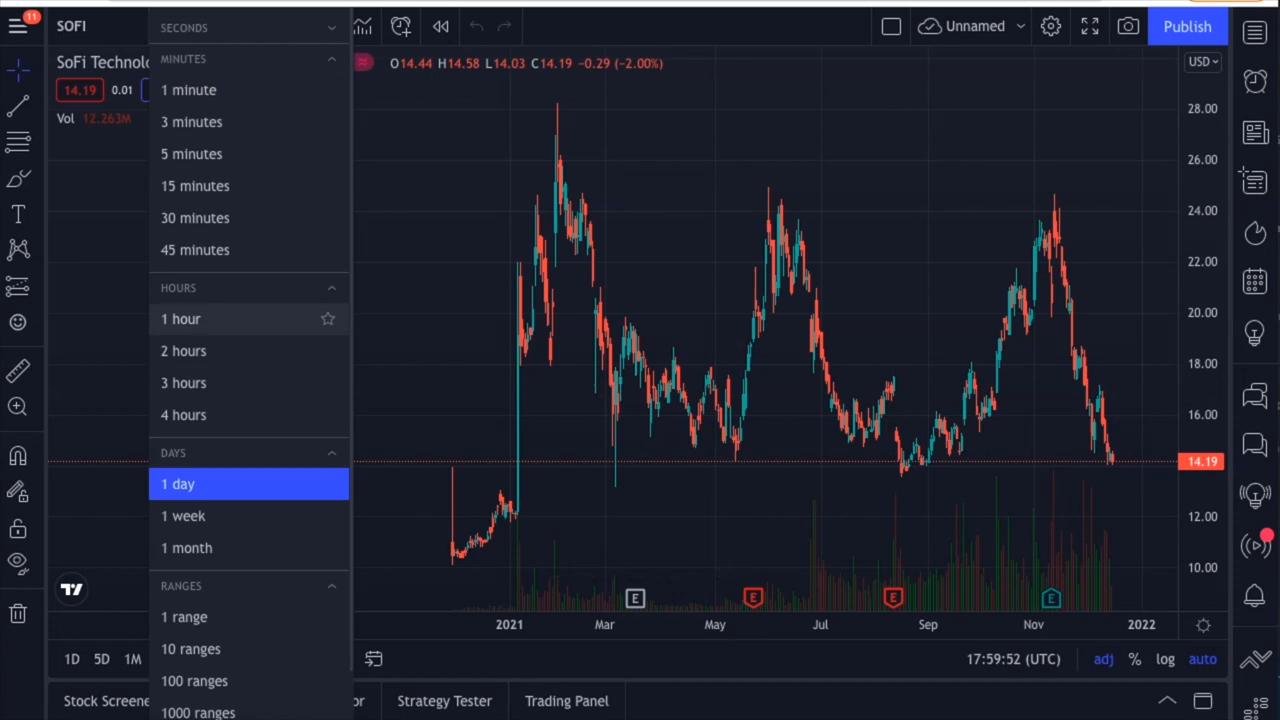 11
SOFI
SECONDS
Unnamed
Publish
SoFi Technolo
O14.44 H14.58 L14.03 C14.19 −0.29 (−2.00%)
USD
14.19
0.01
Vol 12.263M
MINUTES
1 minute
3 minutes
5 minutes
15 minutes
30 minutes
45 minutes
HOURS
1 hour
2 hours
3 hours
4 hours
DAYS
1 day
1 week
1 month
RANGES
1 range
10 ranges
100 ranges
1000 ranges
28.00
26.00
24.00
22.00
20.00
18.00
16.00
14.19
12.00
10.00
E
E
E
E
2021 Mar May Jul Sep Nov 2022
1D 5D 1M
17:59:52 (UTC)
adj % log auto
Stock Screene
or
Strategy Tester
Trading Panel